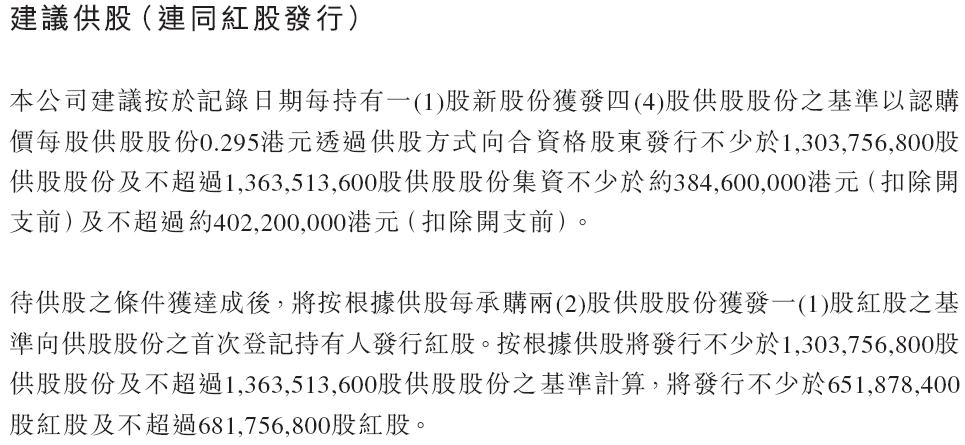 建議供股（連同紅股發行）
本公司建議按於記錄日期每持有一(1)股新股份獲發四(4)股供股股份之基準以認購
價每股供股股份0.295港元透過供股方式向合資格股東發行不少於1,303,756,800股
供股股份及不超過1,363,513,600股供股股份集資不少於約384,600,000港元（扣除開
支前）及不超過約402,200,000港元（扣除開支前）。
待供股之條件獲達成後，將按根據供股每承購兩(2)股供股股份獲發一(1)股紅股之基
準向供股股份之首次登記持有人發行紅股。按根據供股將發行不少於1,303,756,800股
供股股份及不超過1,363,513,600股供股股份之基準計算，將發行不少於651,878,400
股紅股及不超過681,756,800股紅股。